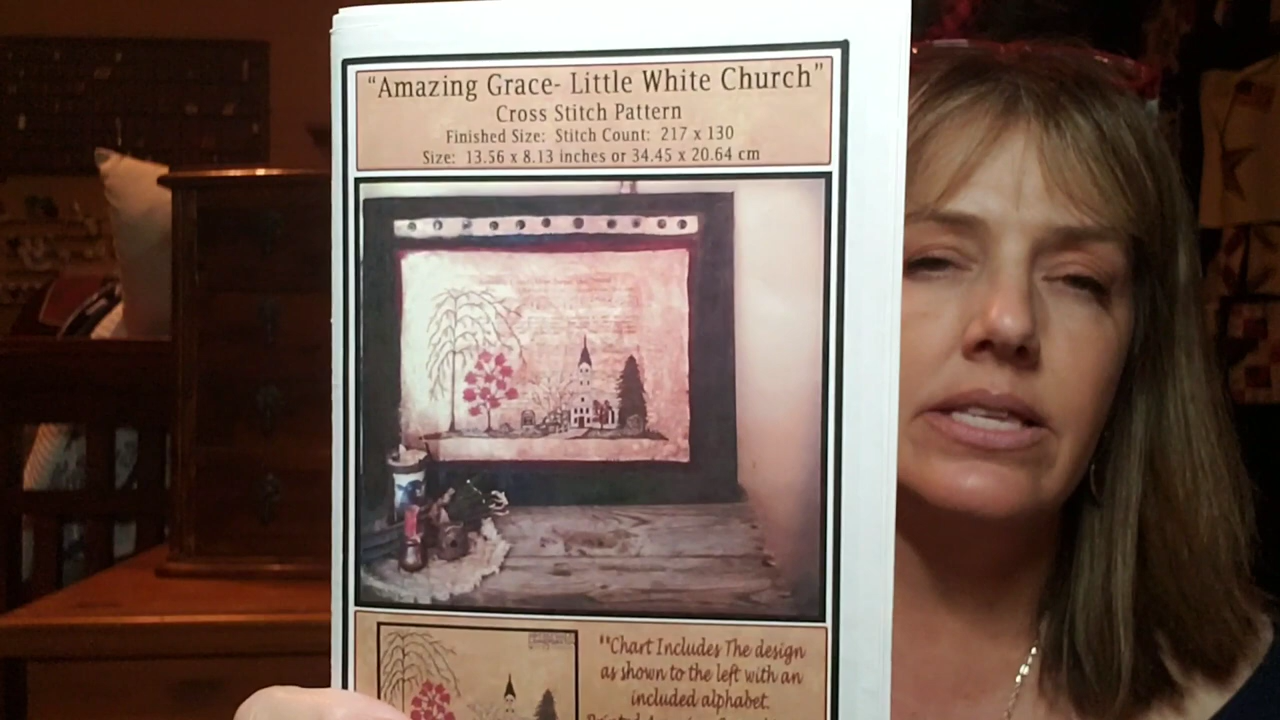 “Amazing Grace- Little White Church”
Cross Stitch Pattern
Finished Size: Stitch Count: 217 x 130
Size: 13.56 x 8.13 inches or 34.45 x 20.64 cm
**Chart Includes The design
as shown to the left with an
included alphabet.